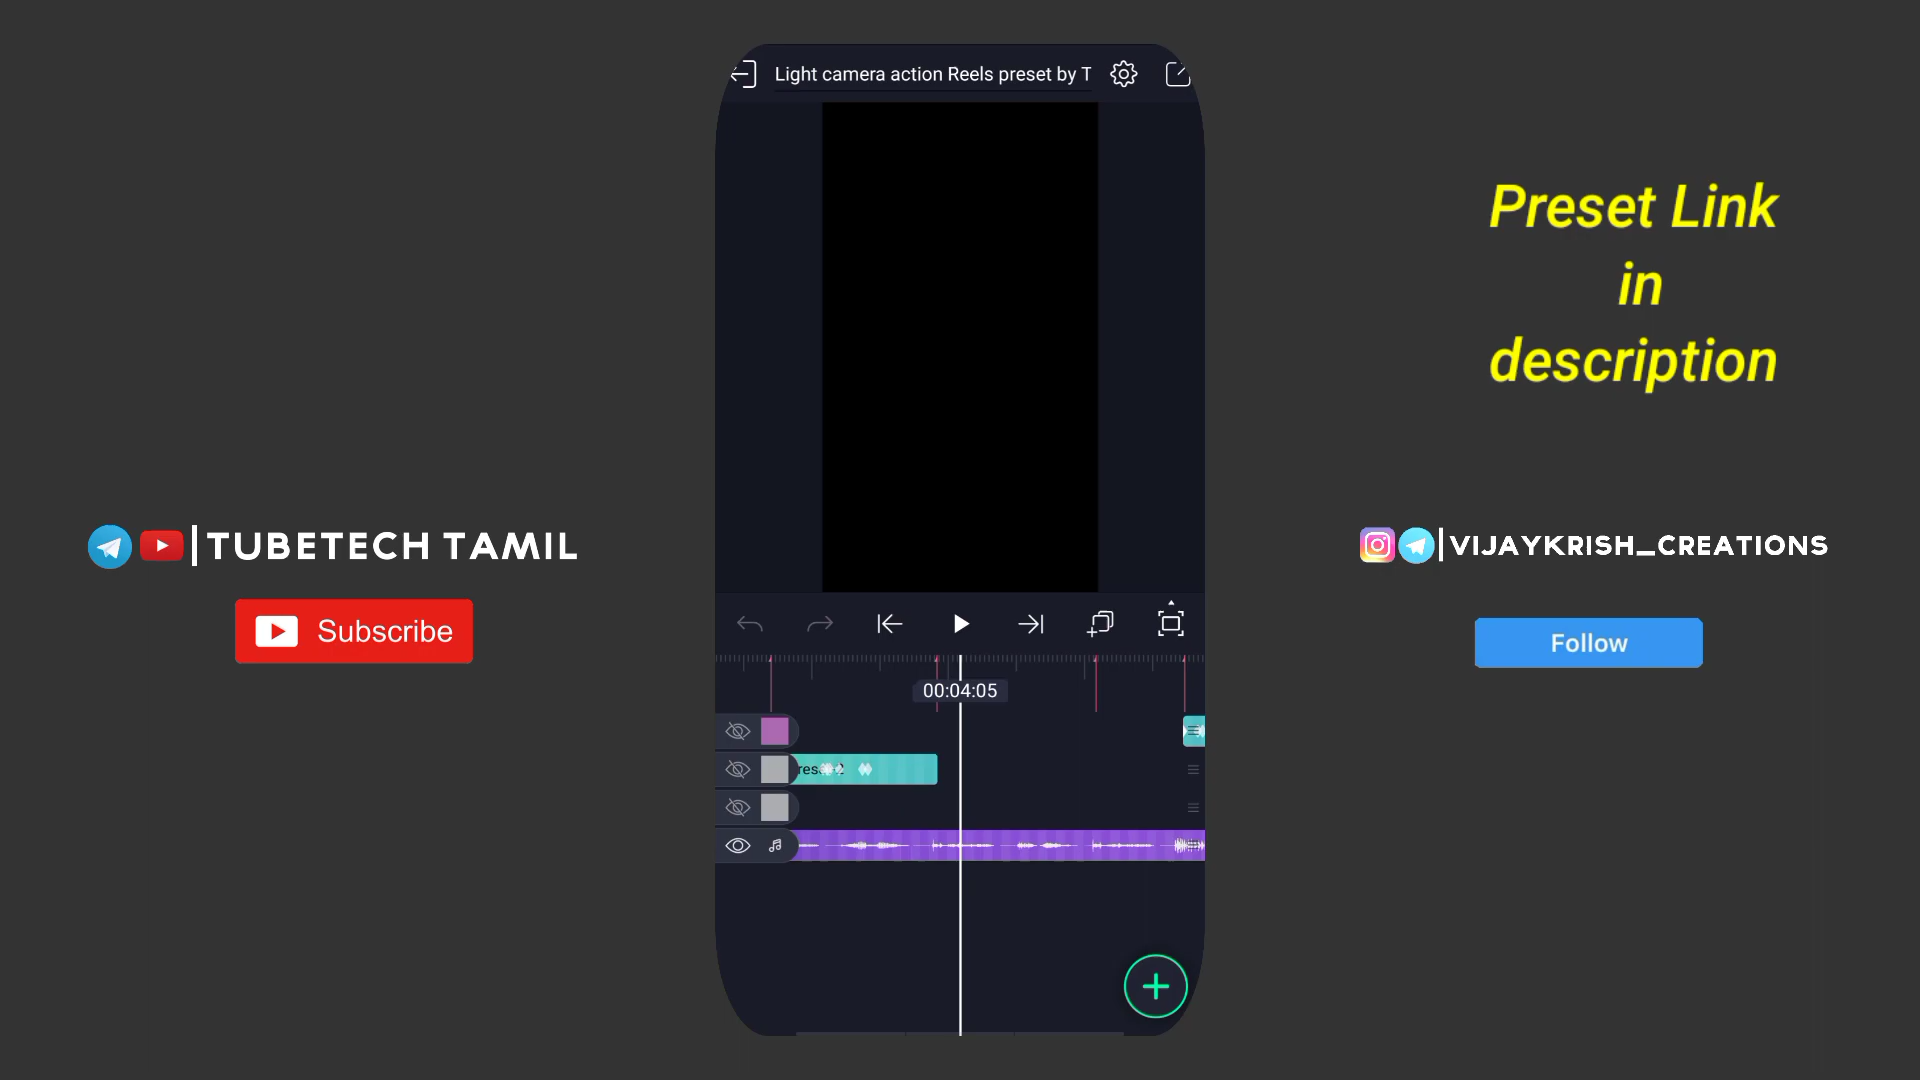 Light camera action Reels preset by T
Preset Link
in
description
TUBETECH TAMIL
Subscribe
VIJAYKRISH_CREATIONS
Follow
00:04:05